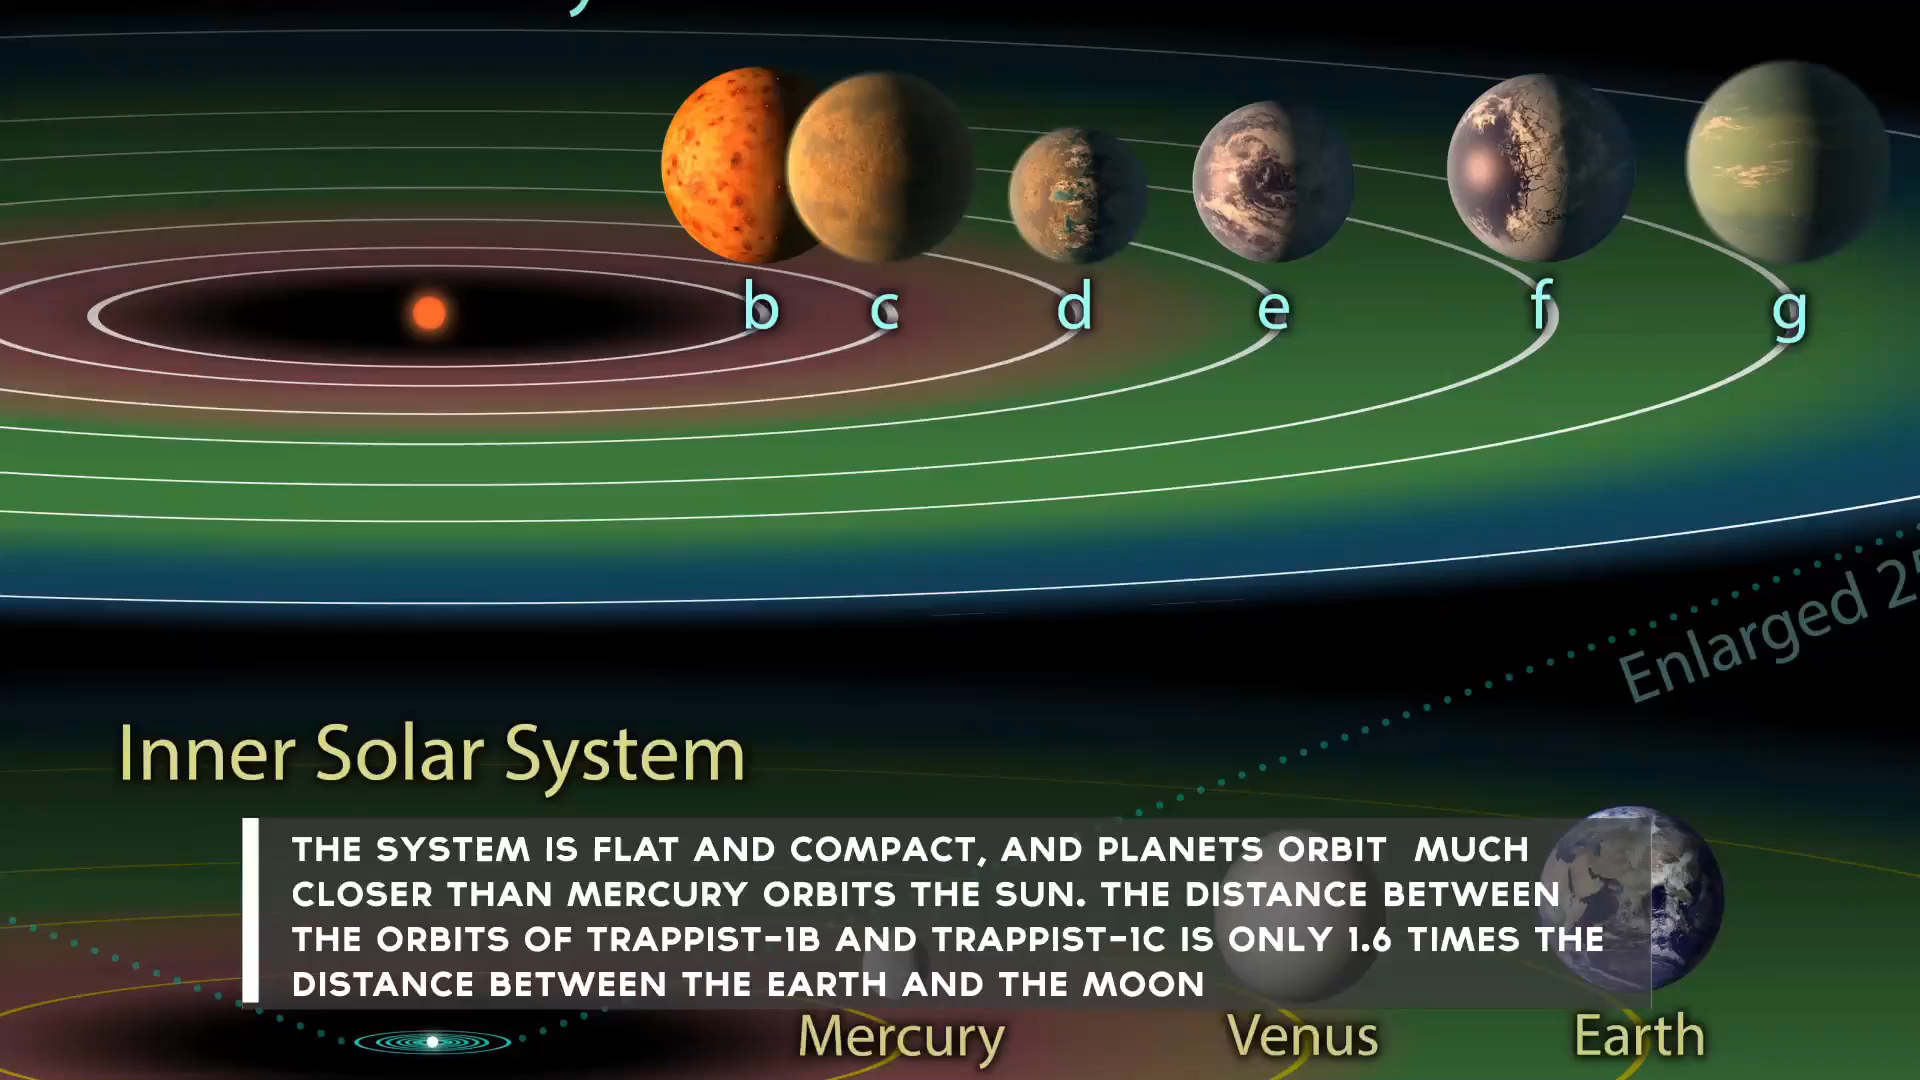 b c d e f g
Enlarged
Inner Solar System
THE SYSTEM IS FLAT AND COMPACT, AND PLANETS ORBIT MUCH
CLOSER THAN MERCURY ORBITS THE SUN. THE DISTANCE BETWEEN
THE ORBITS OF TRAPPIST-1B AND TRAPPIST-1C IS ONLY 1.6 TIMES THE
DISTANCE BETWEEN THE EARTH AND THE MOON
Mercury Venus Earth